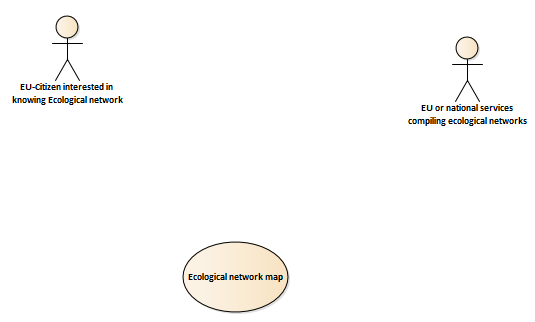 EU-Citizen interested in
knowing Ecological network
EU or national services
compiling ecological networks
Ecological network map